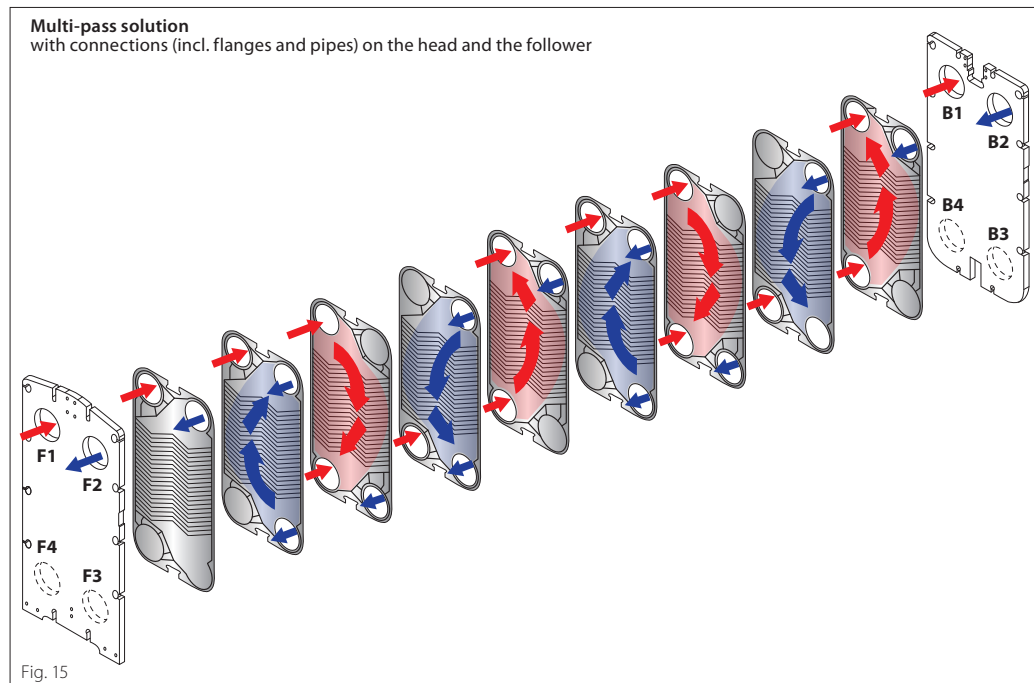 Multi-pass solution
with connections (incl. flanges and pipes) on the head and the follower
B1
B2
B4
B3
F1
F2
F4
F3
Fig. 15